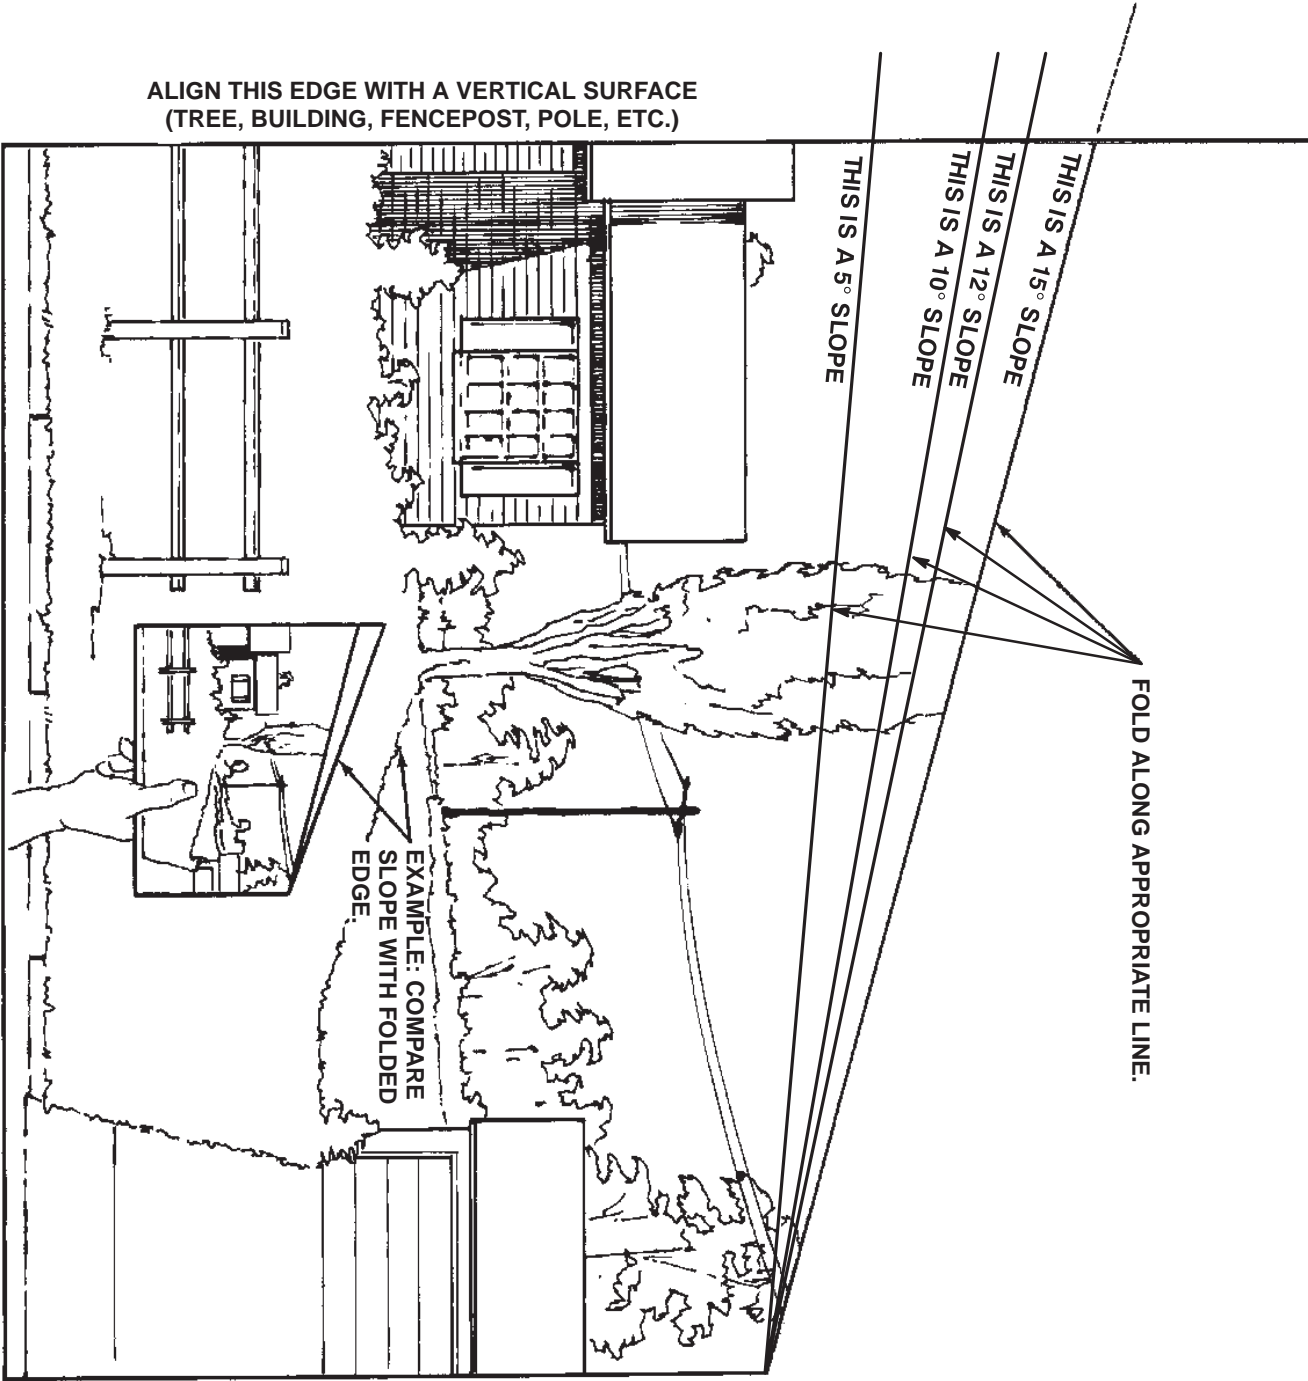 ALIGN THIS EDGE WITH A VERTICAL SURFACE
(TREE, BUILDING, FENCEPOST, POLE, ETC.)
THIS IS A 15° SLOPE
THIS IS A 12° SLOPE
THIS IS A 10° SLOPE
THIS IS A 5° SLOPE
FOLD ALONG APPROPRIATE LINE.
EXAMPLE: COMPARE
SLOPE WITH FOLDED
EDGE.